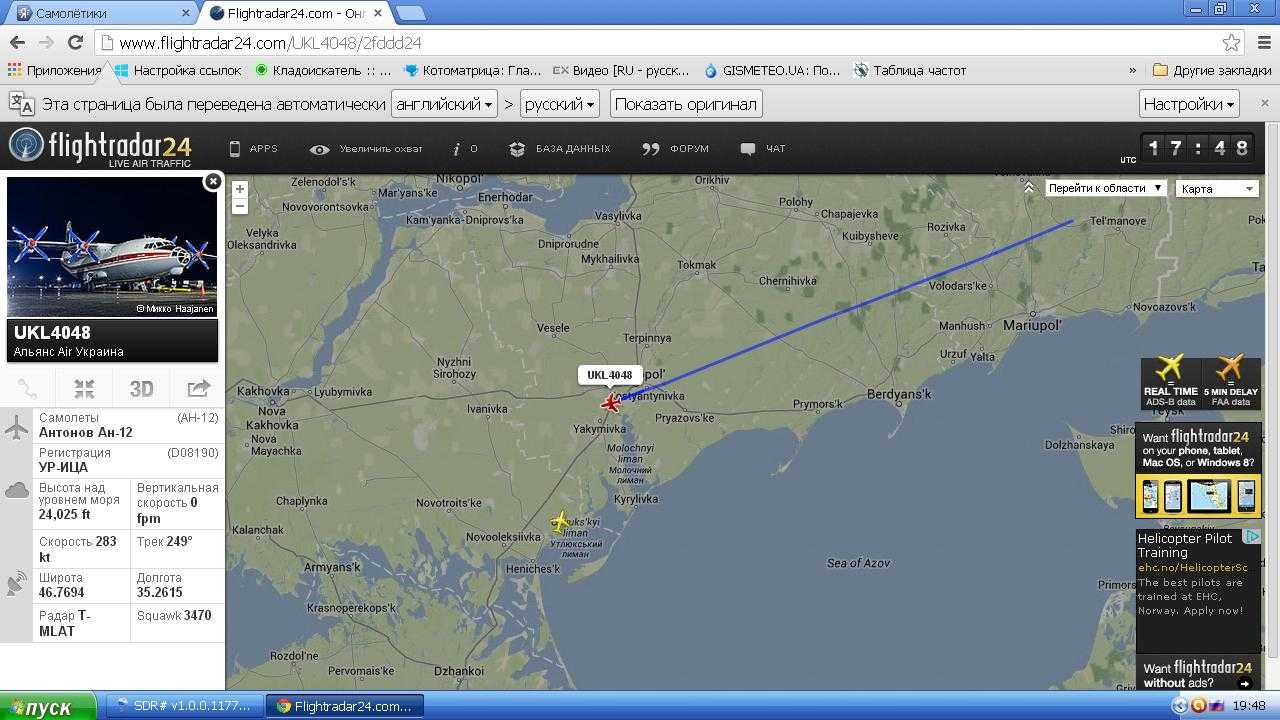 Самолётики
Flightradar24.com - Онл
www.flightradar24.com/UKL4048/2fddd24
Приложения
Настройка ссылок
Кладоискатель :: ...
Котоматрица: Гла...
Видео [RU - русск...
GISMETEO.UA: По...
Таблица частот
»
Другие закладки
Эта страница была переведена автоматически английский > русский Показать оригинал Настройки
flightradar24
LIVE AIR TRAFFIC
APPS
Увеличить охват
О
БАЗА ДАННЫХ
ФОРУМ
ЧАТ
UTC 17:48
© Микко Haajanen
UKL4048
Альянс Air Украина
3D
Самолеты (АН-12)
Антонов Ан-12
Регистрация (D08190)
УР-ИЦА
Высота над
уровнем моря
24,025 ft
Вертикальная
скорость 0
fpm
Скорость 283
kt
Трек 249°
Широта
46.7694
Долгота
35.2615
Радар T-
MLAT
Squawk 3470
+
−
Перейти к области
Карта
Zelenodol's'k
Nikopol'
Orikhiv
Mar'yans'ke
Enerhodar
Novovorontsovka
Kam'yanka-Dniprovs'ka
Vasylivka
Polohy
Chapajevka
Tel'manove
Rozivka
Kuibysheve
Velyka
Oleksandrivka
Dniprorudne
Mykhailivka
Tokmak
Chernihivka
Volodars'ke
Novoazovs'k
Mariupol'
Manhush
Vesele
Terpinnya
Urzuf
Yalta
Nyzhni
Sirohozy
UKL4048
Kakhovka
Lyubymivka
Nova
Kakhovka
Ivanivka
Berdyans'k
Prymors'k
Pryazovs'ke
Yakymivka
Nova
Mayachka
Molochnyi
liman
Молочний
лиман
Dolzhanskaya
Kyrylivka
Chaplynka
Novotroits'ke
Kalanchak
Novooleksiivka
liman
Утлюкський
лиман
Heniches'k
Sea of Azov
Armyans'k
Krasnoperekops'k
Rozdol'ne
Pervomais'ke
Dzhankoi
REAL TIME
ADS-B data
5 MIN DELAY
FAA data
Want flightradar24
on your phone, tablet,
Mac OS, or Windows 8?
Helicopter Pilot
Training
ehc.no/HelicopterSc
The best pilots are
trained at EHC,
Norway. Apply now!
Want flightradar24
without ads?
пуск
SDR# v1.0.0.1177...
Flightradar24.com...
19:48